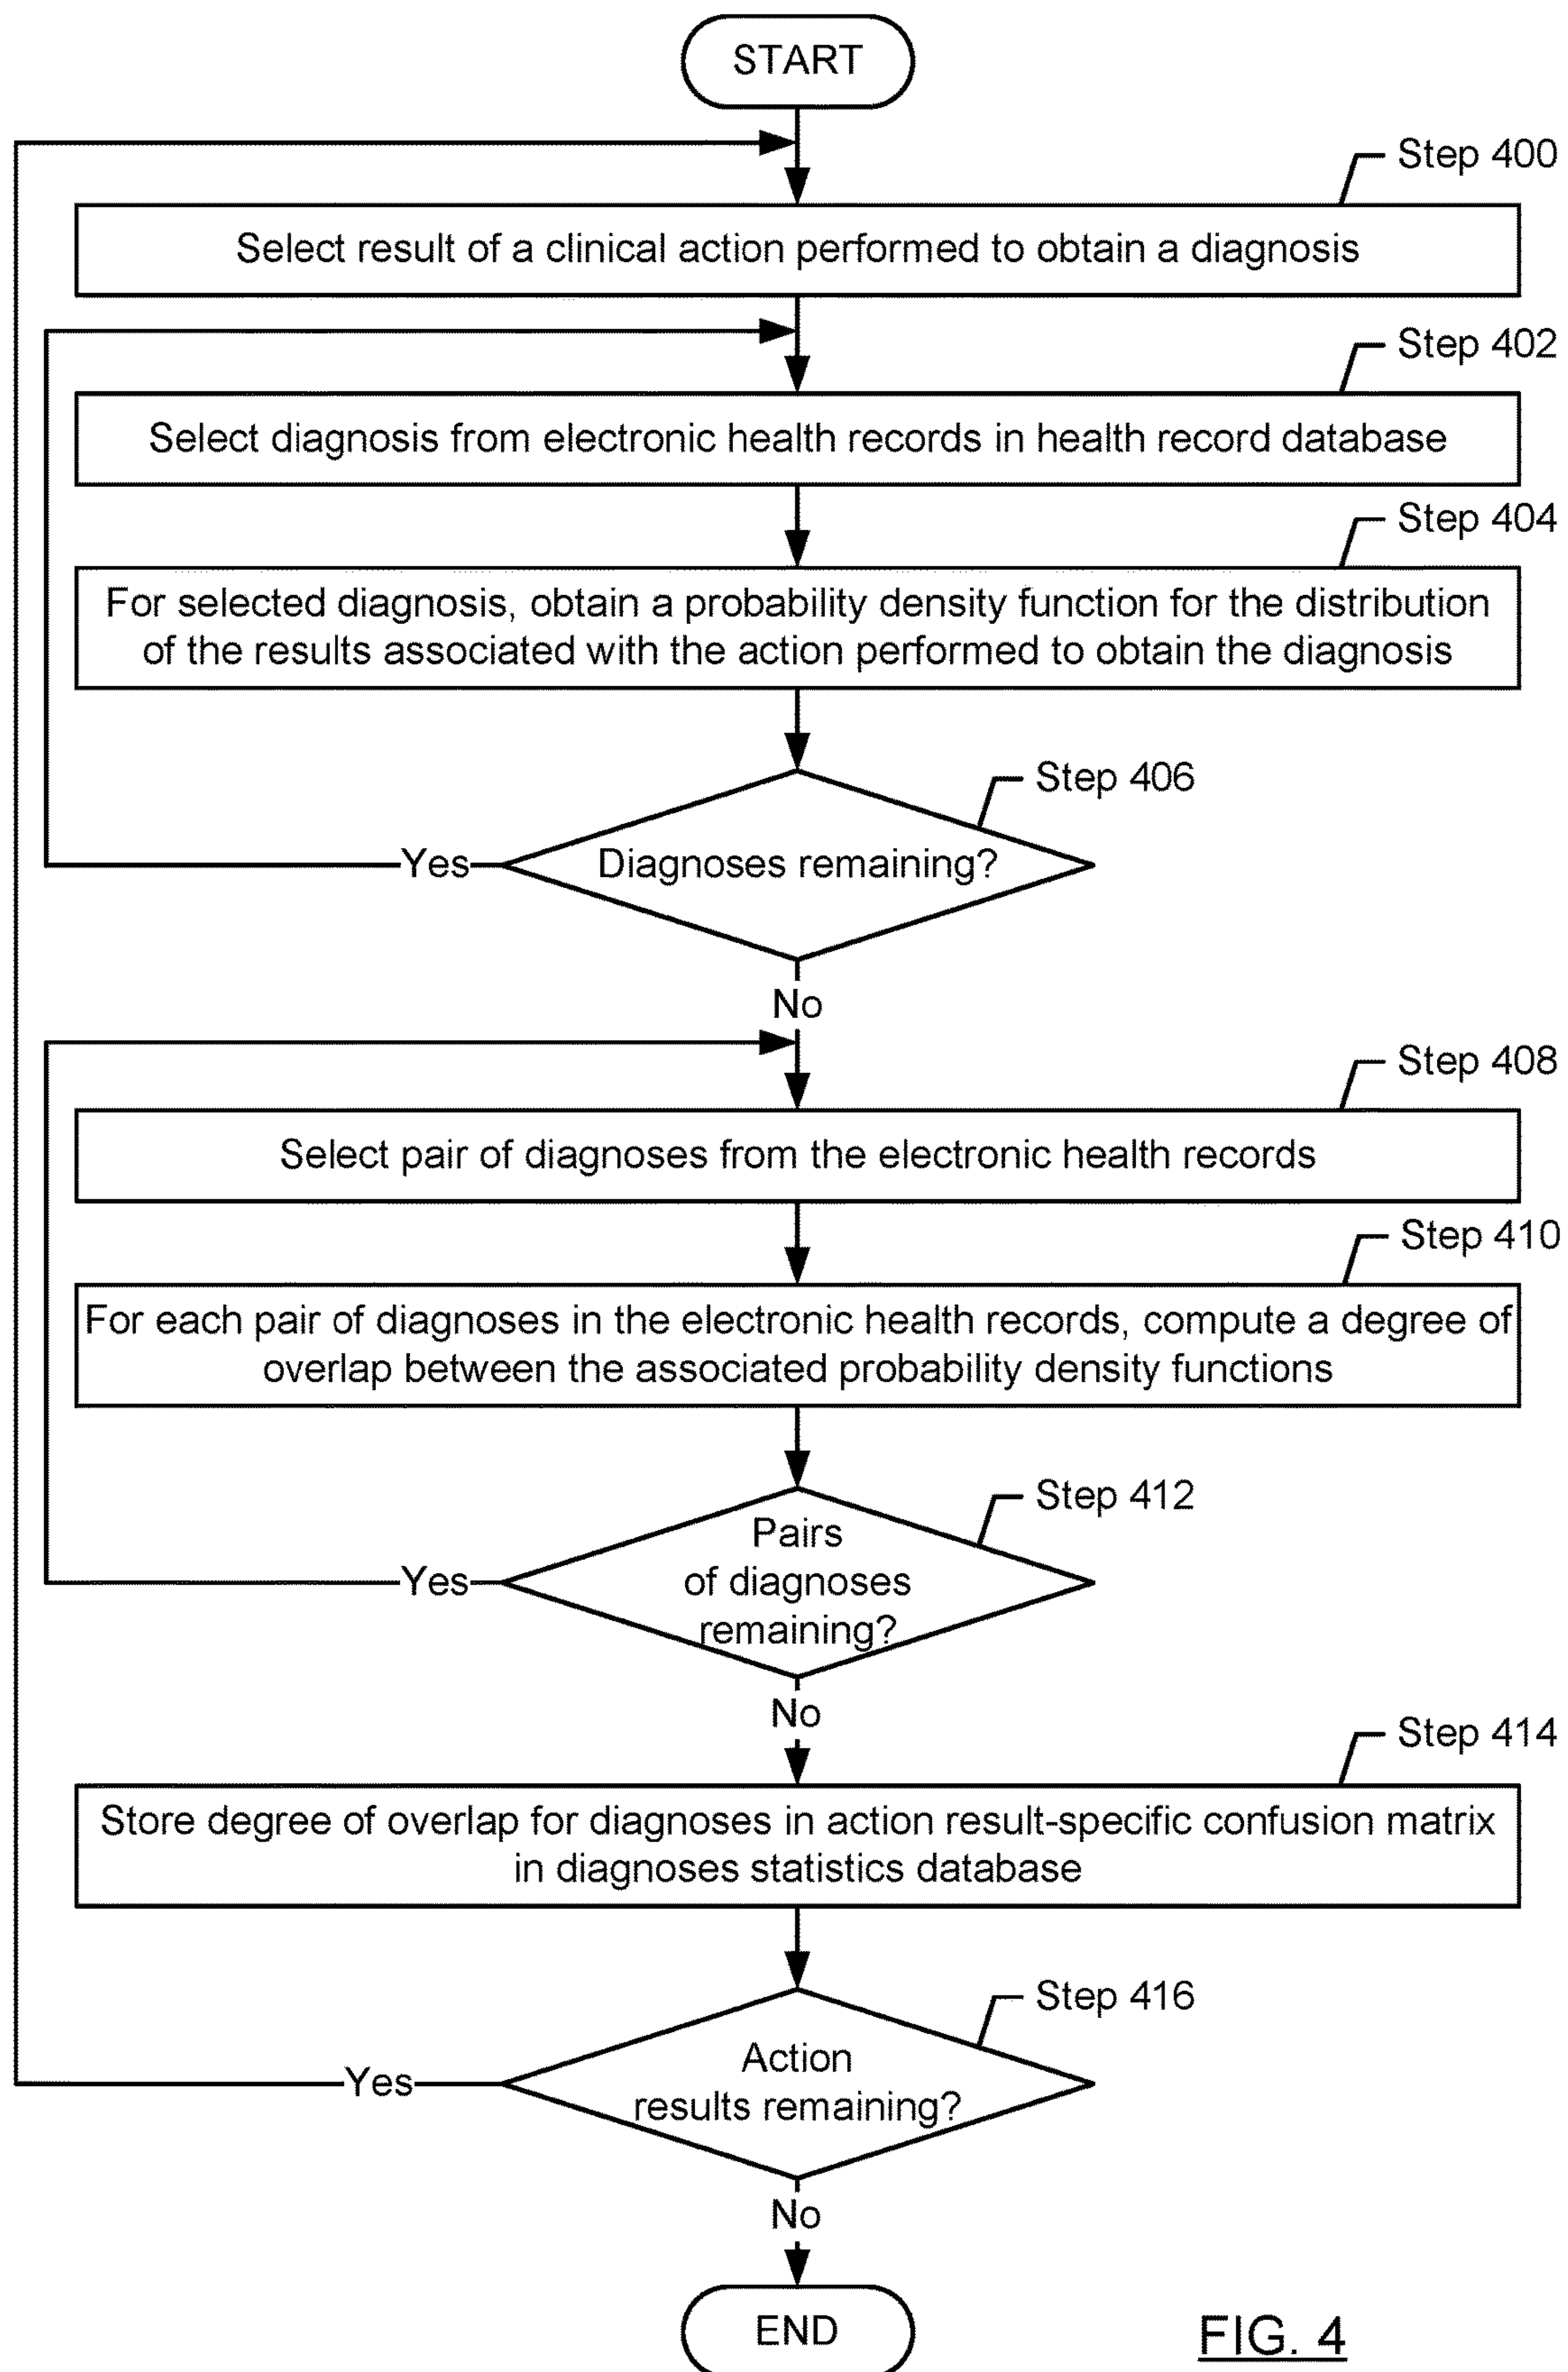 START
Step 400
Select result of a clinical action performed to obtain a diagnosis
Step 402
Select diagnosis from electronic health records in health record database
Step 404
For selected diagnosis, obtain a probability density function for the distribution
of the results associated with the action performed to obtain the diagnosis
Step 406
Diagnoses remaining?
Yes
No
Step 408
Select pair of diagnoses from the electronic health records
Step 410
For each pair of diagnoses in the electronic health records, compute a degree of
overlap between the associated probability density functions
Step 412
Pairs
of diagnoses
remaining?
Yes
No
Step 414
Store degree of overlap for diagnoses in action result-specific confusion matrix
in diagnoses statistics database
Step 416
Action
results remaining?
Yes
No
END
FIG. 4